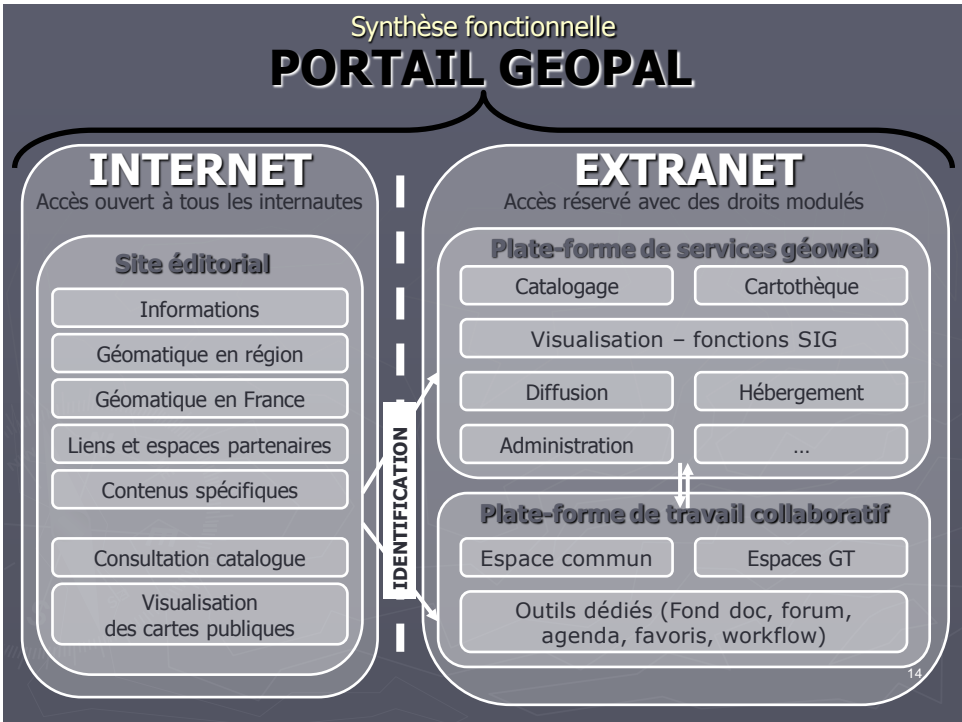 Synthèse fonctionnelle
PORTAIL GEOPAL
INTERNET
Accès ouvert à tous les internautes
Site éditorial
Informations
Géomatique en région
Géomatique en France
Liens et espaces partenaires
Contenus spécifiques
Consultation catalogue
Visualisation
des cartes publiques
IDENTIFICATION
EXTRANET
Accès réservé avec des droits modulés
Plate-forme de services géoweb
Catalogage
Cartothèque
Visualisation – fonctions SIG
Diffusion
Hébergement
Administration
...
Plate-forme de travail collaboratif
Espace commun
Espaces GT
Outils dédiés (Fond doc, forum,
agenda, favoris, workflow)
14